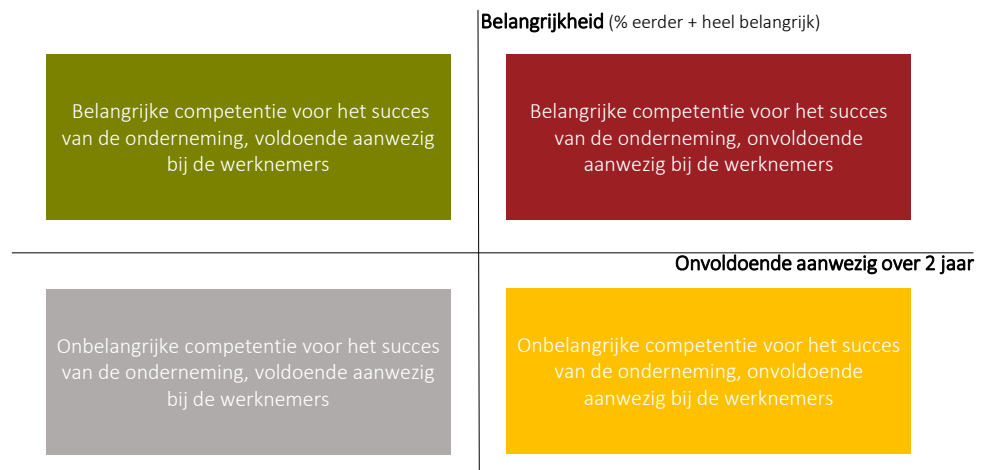 Belangrijkheid (% eerder + heel belangrijk)
Belangrijke competentie voor het succes
van de onderneming, voldoende aanwezig
bij de werknemers
Belangrijke competentie voor het succes
van de onderneming, onvoldoende
aanwezig bij de werknemers
Onvoldoende aanwezig over 2 jaar
Onbelangrijke competentie voor het succes
van de onderneming, voldoende aanwezig
bij de werknemers
Onbelangrijke competentie voor het succes
van de onderneming, onvoldoende
aanwezig bij de werknemers